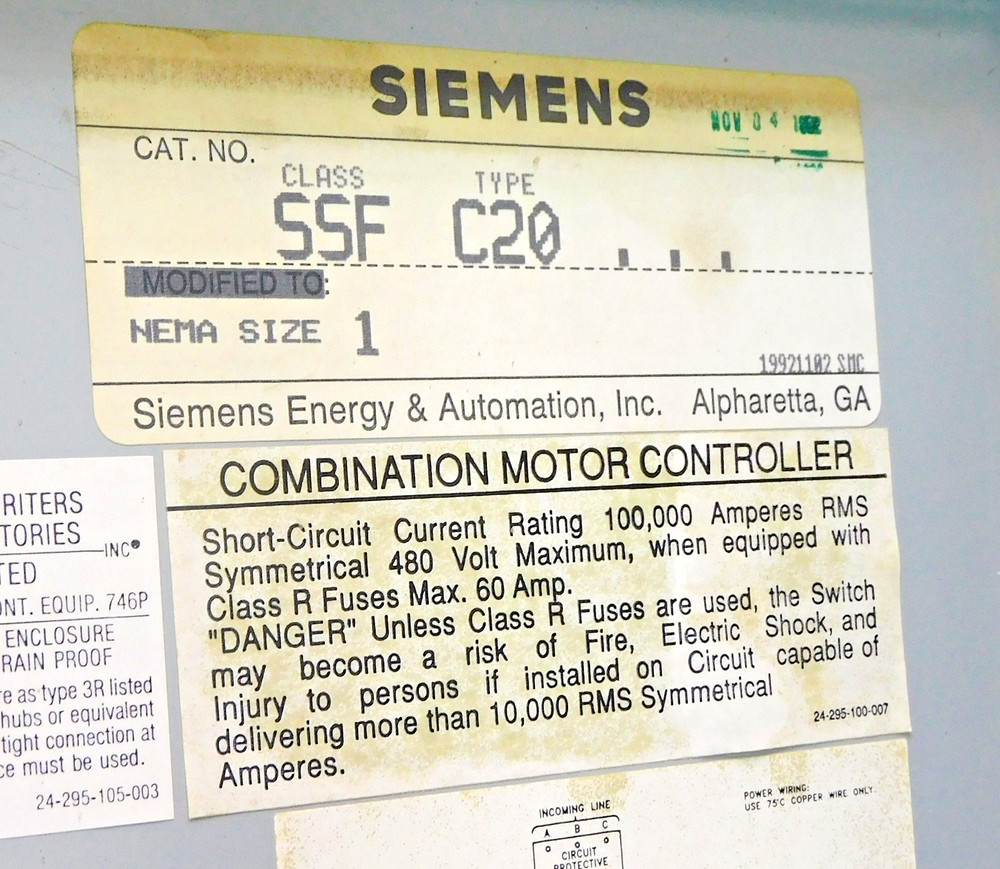 SIEMENS
NOV 04
CAT. NO.
CLASS TYPE
SSF C20 . . .
MODIFIED TO:
NEMA SIZE 1
19921102 SMC
Siemens Energy & Automation, Inc. Alpharetta, GA
COMBINATION MOTOR CONTROLLER
Short-Circuit Current Rating 100,000 Amperes RMS
Symmetrical 480 Volt Maximum, when equipped with
Class R Fuses Max. 60 Amp.
"DANGER" Unless Class R Fuses are used, the Switch
may become a risk of Fire, Electric Shock, and
Injury to persons if installed on Circuit capable of
delivering more than 10,000 RMS Symmetrical
Amperes.
24-295-100-007
RITERS
TORIES
INC®
TED
ONT. EQUIP. 746P
ENCLOSURE
RAIN PROOF
re as type 3R listed
hubs or equivalent
tight connection at
ce must be used.
24-295-105-003
INCOMING LINE
A B C
CIRCUIT
PROTECTIVE
POWER WIRING:
USE 75°C COPPER WIRE ONLY.